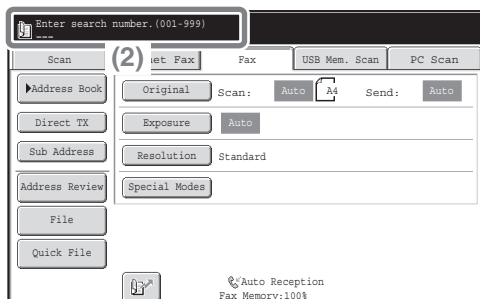 Enter search number.(001-999)
---
Scan
(2)
net Fax
Fax
USB Mem. Scan
PC Scan
Address Book
Original
Scan:
Auto
A4
Send:
Auto
Direct TX
Exposure
Auto
Sub Address
Resolution
Standard
Address Review
Special Modes
File
Quick File
Auto Reception
Fax Memory:100%